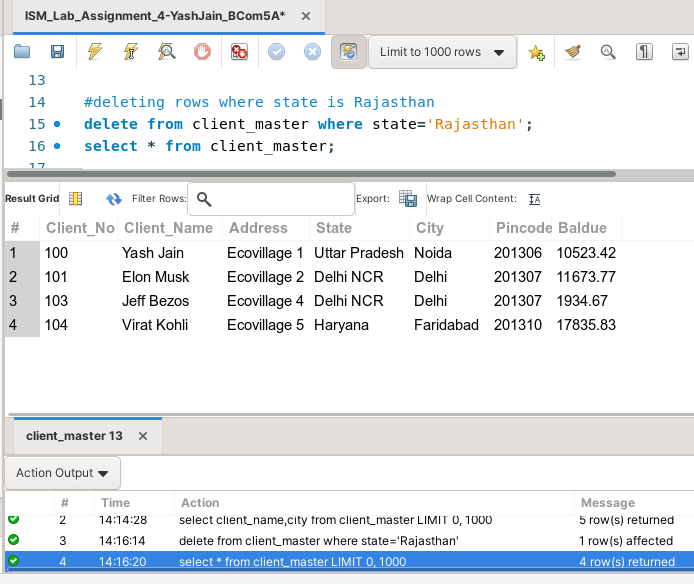 ISM_Lab_Assignment_4-YashJain_BCom5A*
Limit to 1000 rows
13
14 #deleting rows where state is Rajasthan
15 delete from client_master where state='Rajasthan';
16 select * from client_master;
17
Result Grid Filter Rows: Export: Wrap Cell Content:
# Client_No Client_Name Address State City Pincode Baldue
1 100 Yash Jain Ecovillage 1 Uttar Pradesh Noida 201306 10523.42
2 101 Elon Musk Ecovillage 2 Delhi NCR Delhi 201307 11673.77
3 103 Jeff Bezos Ecovillage 4 Delhi NCR Delhi 201307 1934.67
4 104 Virat Kohli Ecovillage 5 Haryana Faridabad 201310 17835.83
client_master 13
Action Output
# Time Action Message
2 14:14:28 select client_name,city from client_master LIMIT 0, 1000 5 row(s) returned
3 14:16:14 delete from client_master where state='Rajasthan' 1 row(s) affected
4 14:16:20 select * from client_master LIMIT 0, 1000 4 row(s) returned